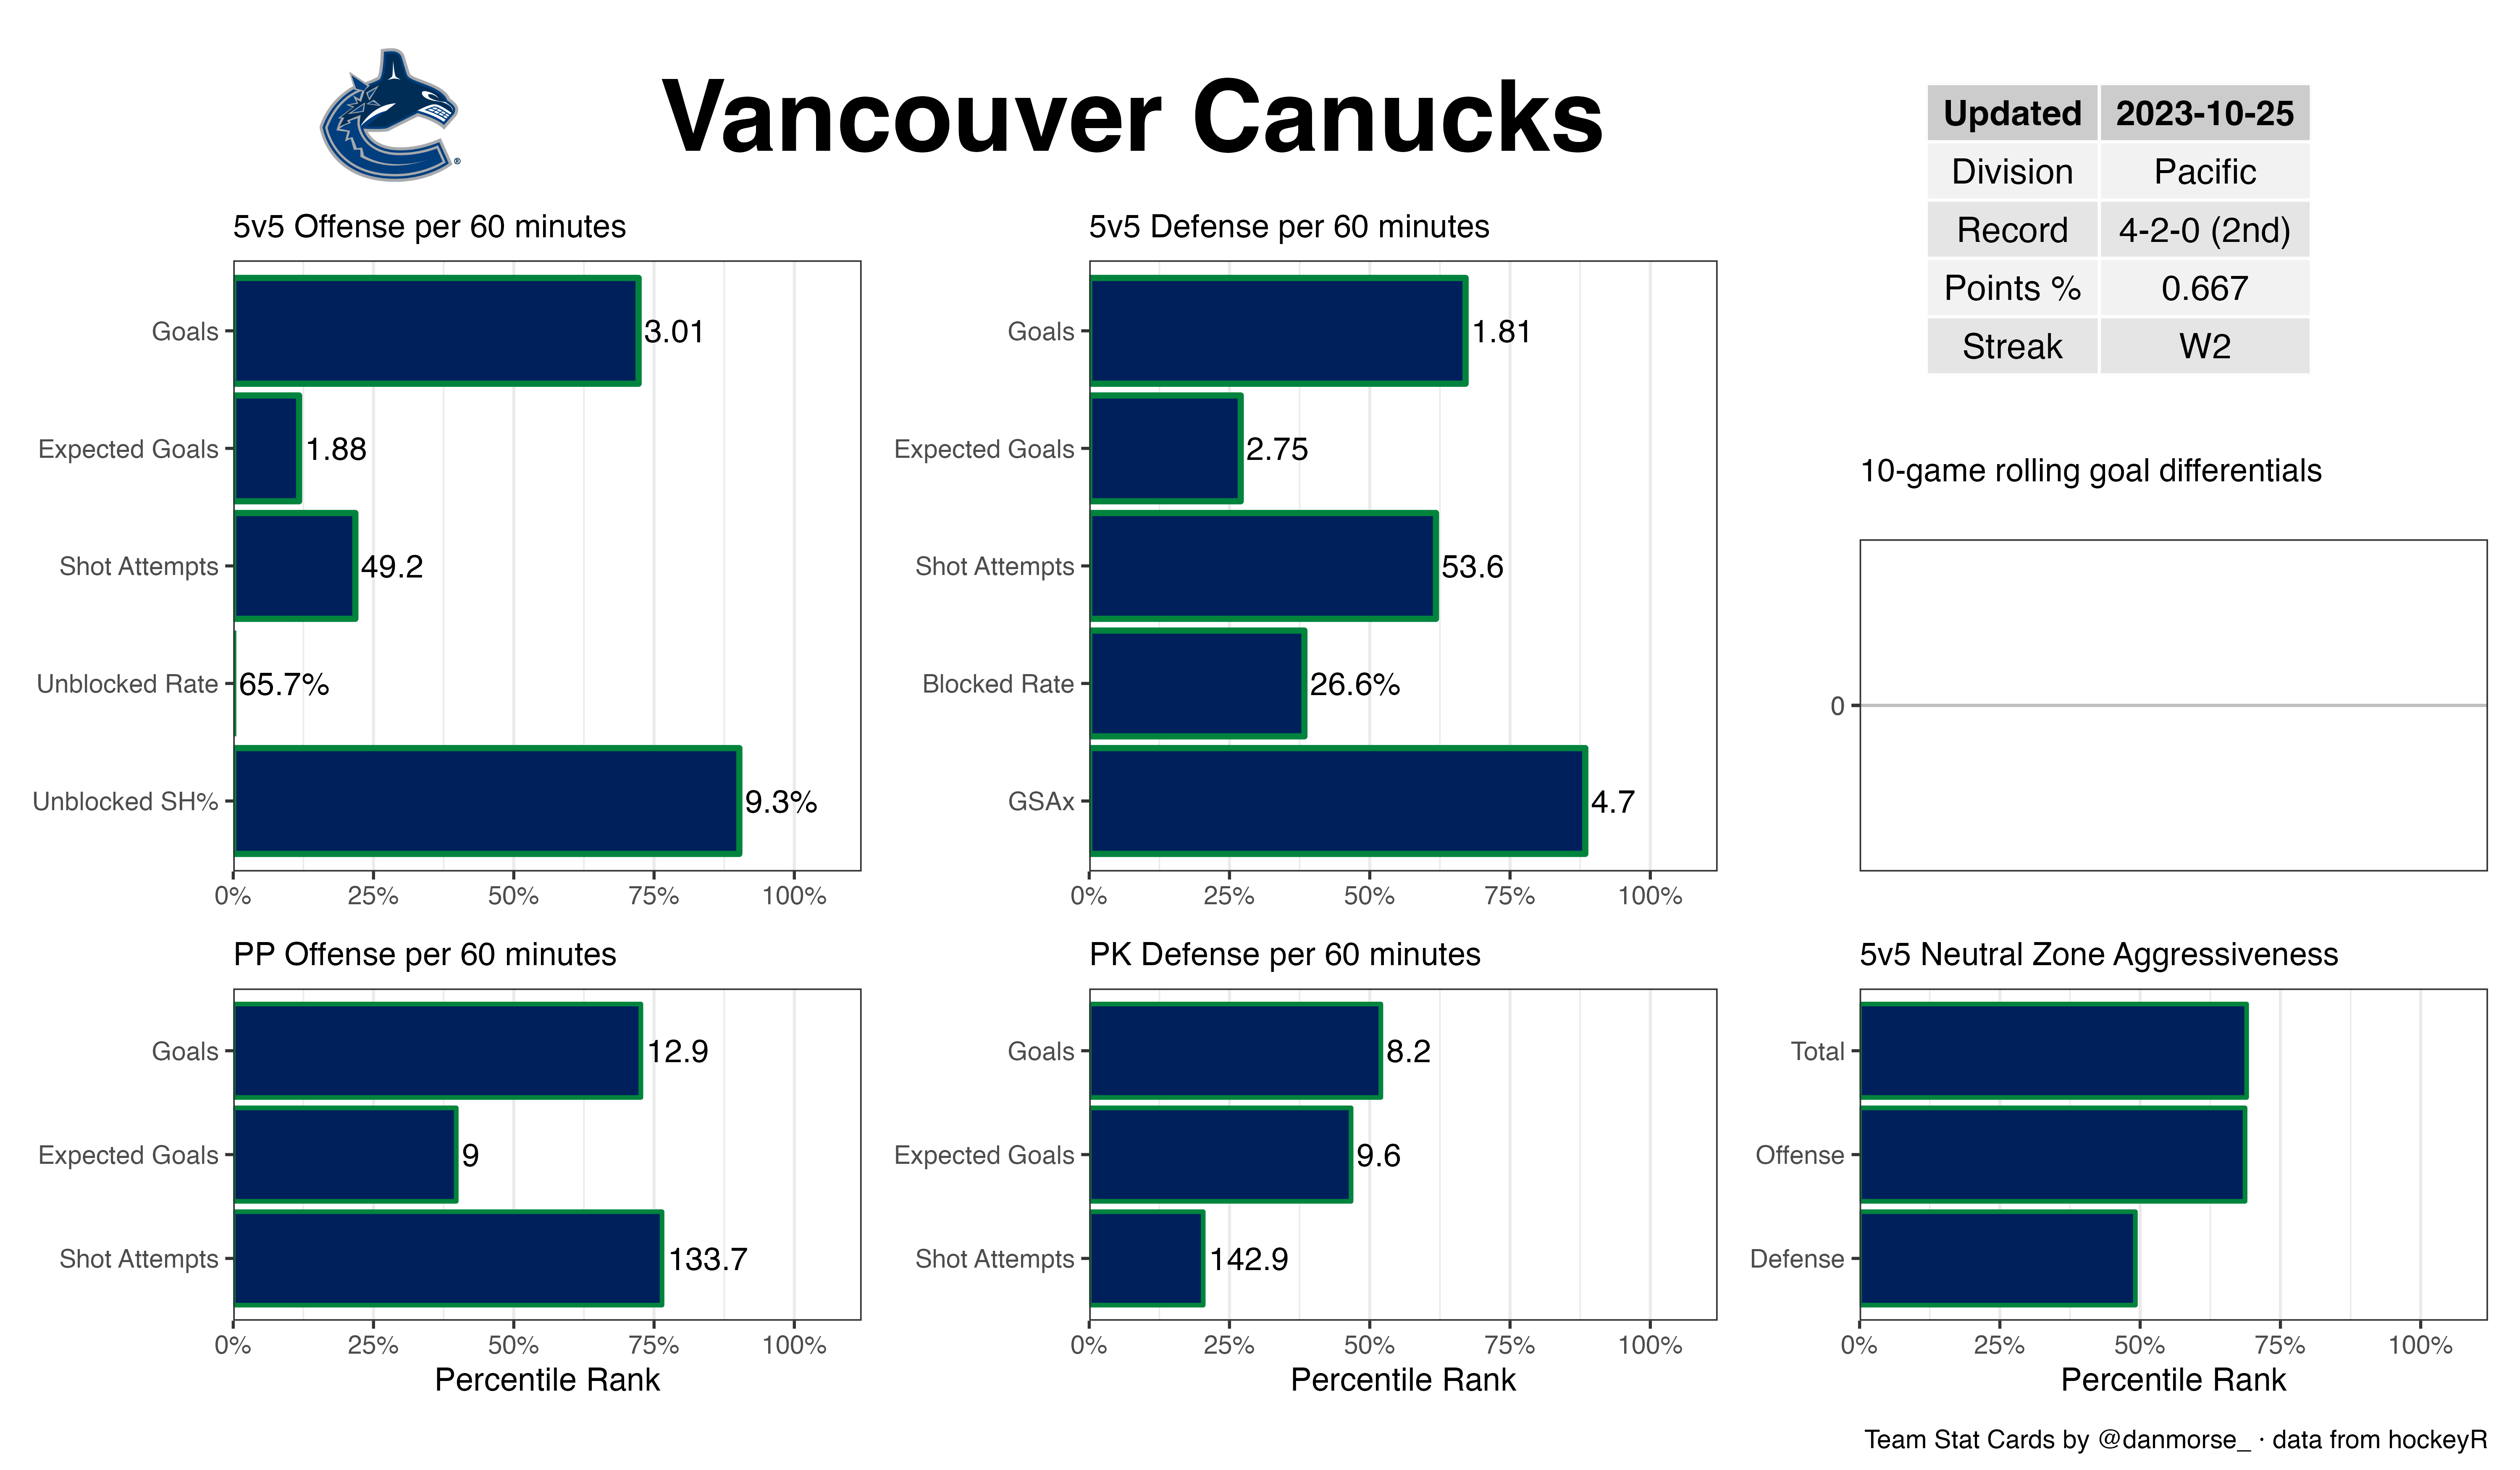 Vancouver Canucks
Updated 2023-10-25
Division Pacific
Record 4-2-0 (2nd)
Points % 0.667
Streak W2
5v5 Offense per 60 minutes
Goals 3.01
Expected Goals 1.88
Shot Attempts 49.2
Unblocked Rate 65.7%
Unblocked SH% 9.3%
0% 25% 50% 75% 100%
5v5 Defense per 60 minutes
Goals 1.81
Expected Goals 2.75
Shot Attempts 53.6
Blocked Rate 26.6%
GSAx 4.7
0% 25% 50% 75% 100%
10-game rolling goal differentials
0
PP Offense per 60 minutes
Goals 12.9
Expected Goals 9
Shot Attempts 133.7
0% 25% 50% 75% 100%
Percentile Rank
PK Defense per 60 minutes
Goals 8.2
Expected Goals 9.6
Shot Attempts 142.9
0% 25% 50% 75% 100%
Percentile Rank
5v5 Neutral Zone Aggressiveness
Total
Offense
Defense
0% 25% 50% 75% 100%
Percentile Rank
Team Stat Cards by @danmorse_ · data from hockeyR